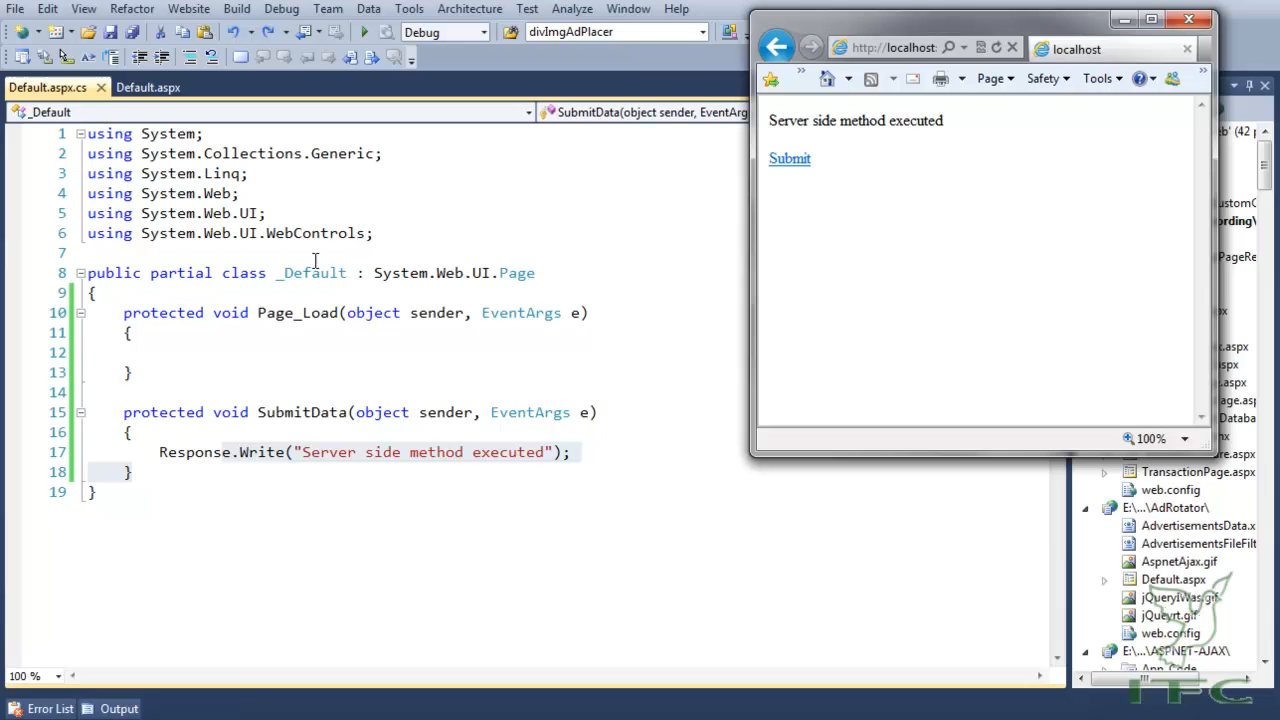 File Edit View Refactor Website Build Debug Team Data Tools Architecture Test Analyze Window Help
Debug divImgAdPlacer
Default.aspx.cs Default.aspx
_Default SubmitData(object sender, EventArg
1 using System;
2 using System.Collections.Generic;
3 using System.Linq;
4 using System.Web;
5 using System.Web.UI;
6 using System.Web.UI.WebControls;
7
8 public partial class _Default : System.Web.UI.Page
9 {
10 protected void Page_Load(object sender, EventArgs e)
11 {
12
13 }
14
15 protected void SubmitData(object sender, EventArgs e)
16 {
17 Response.Write("Server side method executed");
18 }
19 }
100 %
Error List Output
http://localhost: localhost
Page Safety Tools
Server side method executed
Submit
100%
TransactionPage.aspx
web.config
E:\...\AdRotator\
AdvertisementsData.x
AdvertisementsFileFilt
AspnetAjax.gif
Default.aspx
jQueryIWas.gif
jQueyrt.gif
web.config
E:\...\ASPNET-AJAX\
App_Code
ITFC